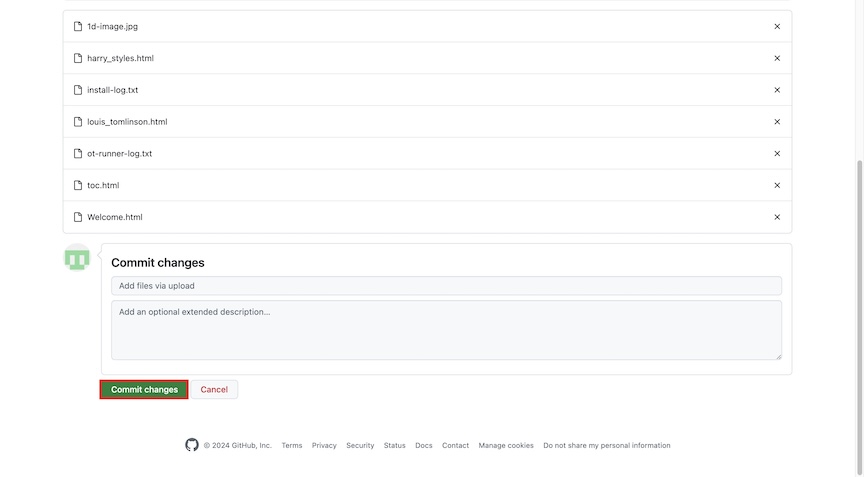 1d-image.jpg
harry_styles.html
install-log.txt
louis_tomlinson.html
ot-runner-log.txt
toc.html
Welcome.html
Commit changes
Add files via upload
Add an optional extended description...
Commit changes Cancel
© 2024 GitHub, Inc. Terms Privacy Security Status Docs Contact Manage cookies Do not share my personal information